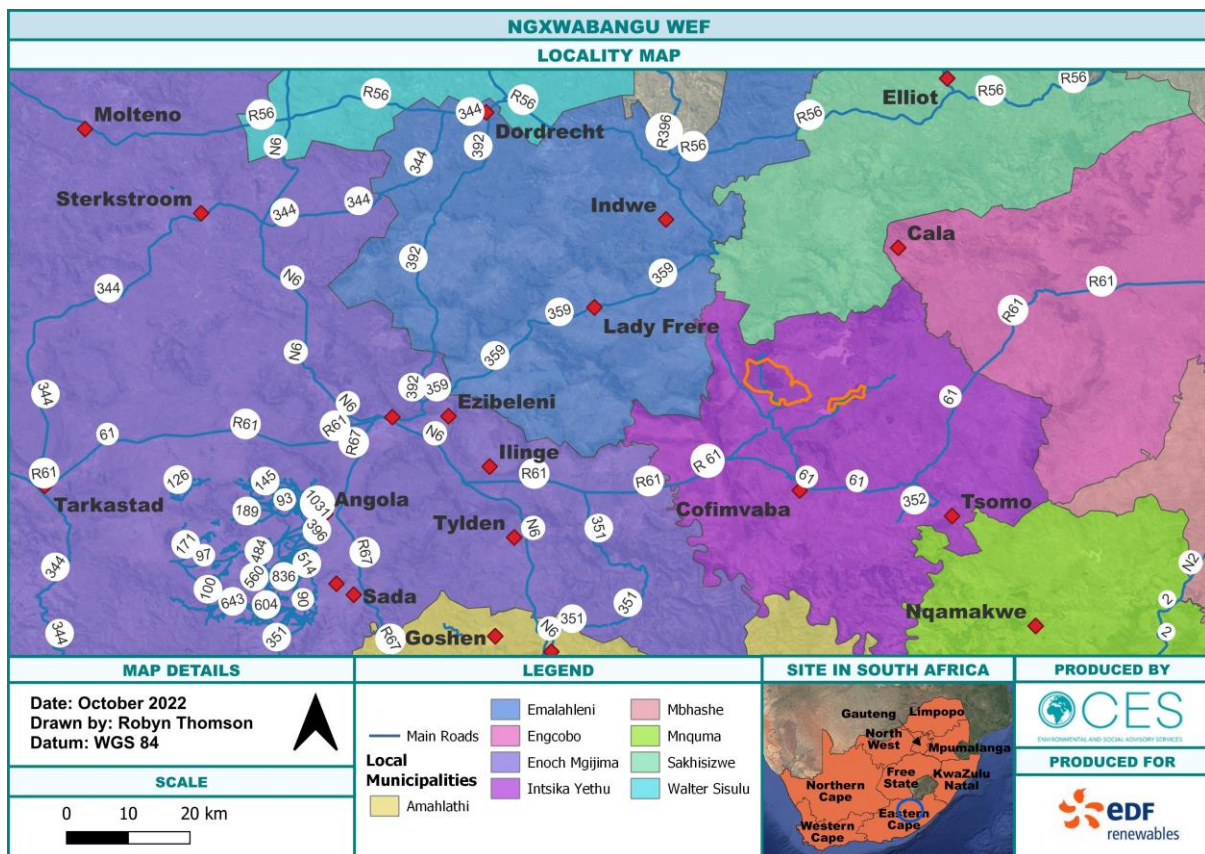 NGXWABANGU WEF
LOCALITY MAP
Molteno
R56
R56
344
R56
Dordrecht
R396
R56
R56
Elliot
R56
R56
N6
344
392
Sterkstroom
344
344
Indwe
Cala
392
359
344
N6
R61
R61
359
Lady Frere
N6
359
344
392
359
N6
R61
R67
Ezibeleni
N6
61
R61
61
R61
Tarkastad
126
145
93
189
1031
396
Angola
Ilinge
R61
R61
R 61
61
61
Cofimvaba
352
Tsomo
Tylden
N6
351
171
97
484
514
R67
344
100
560
836
643
604
90
Sada
351
351
N2
2
2
Nqamakwe
344
351
R67
Goshen
N6
MAP DETAILS
Date: October 2022
Drawn by: Robyn Thomson
Datum: WGS 84
SCALE
0 10 20 km
LEGEND
Main Roads
Local
Municipalities
Amahlathi
Emalahleni
Engcobo
Enoch Mgijima
Intsika Yethu
Mbhashe
Mnquma
Sakhisizwe
Walter Sisulu
SITE IN SOUTH AFRICA
Limpopo
Gauteng
North
West
Mpumalanga
Free
State
KwaZulu
Natal
Northern
Cape
Eastern
Cape
Western
Cape
PRODUCED BY
CES
ENVIRONMENTAL AND SOCIAL ADVISORY SERVICES
PRODUCED FOR
eDF
renewables